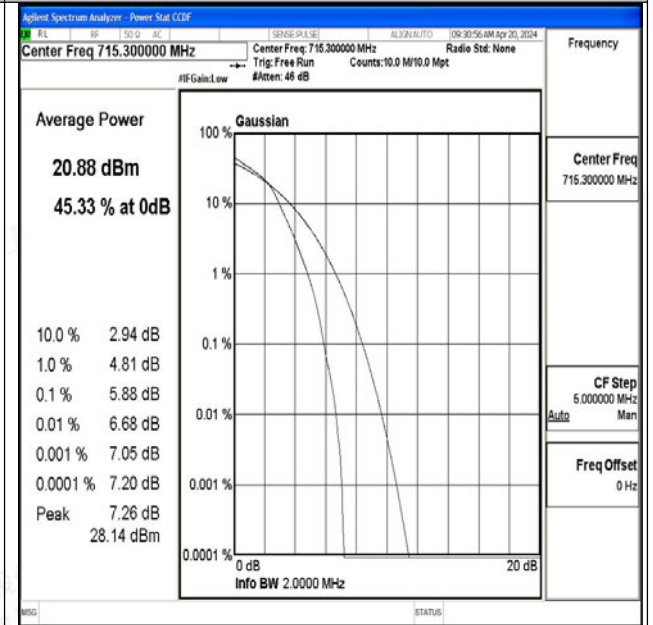 Agilent Spectrum Analyzer - Power Stat CCDF
RL RF 50 Ω AC SENSE:PULSE ALIGN AUTO 09:30:56 AM Apr 20, 2024
Center Freq 715.300000 MHz
Center Freq: 715.300000 MHz Radio Std: None
Trig: Free Run Counts:10.0 M/10.0 Mpt
#IFGain:Low #Atten: 46 dB
Frequency
Average Power
20.88 dBm
45.33 % at 0dB
10.0 % 2.94 dB
1.0 % 4.81 dB
0.1 % 5.88 dB
0.01 % 6.68 dB
0.001 % 7.05 dB
0.0001 % 7.20 dB
Peak 7.26 dB
28.14 dBm
Gaussian
100 %
10 %
1 %
0.1 %
0.01 %
0.001 %
0.0001 %
0 dB 20 dB
Info BW 2.0000 MHz
Center Freq
715.300000 MHz
CF Step
5.000000 MHz
Auto Man
Freq Offset
0 Hz
MSG STATUS